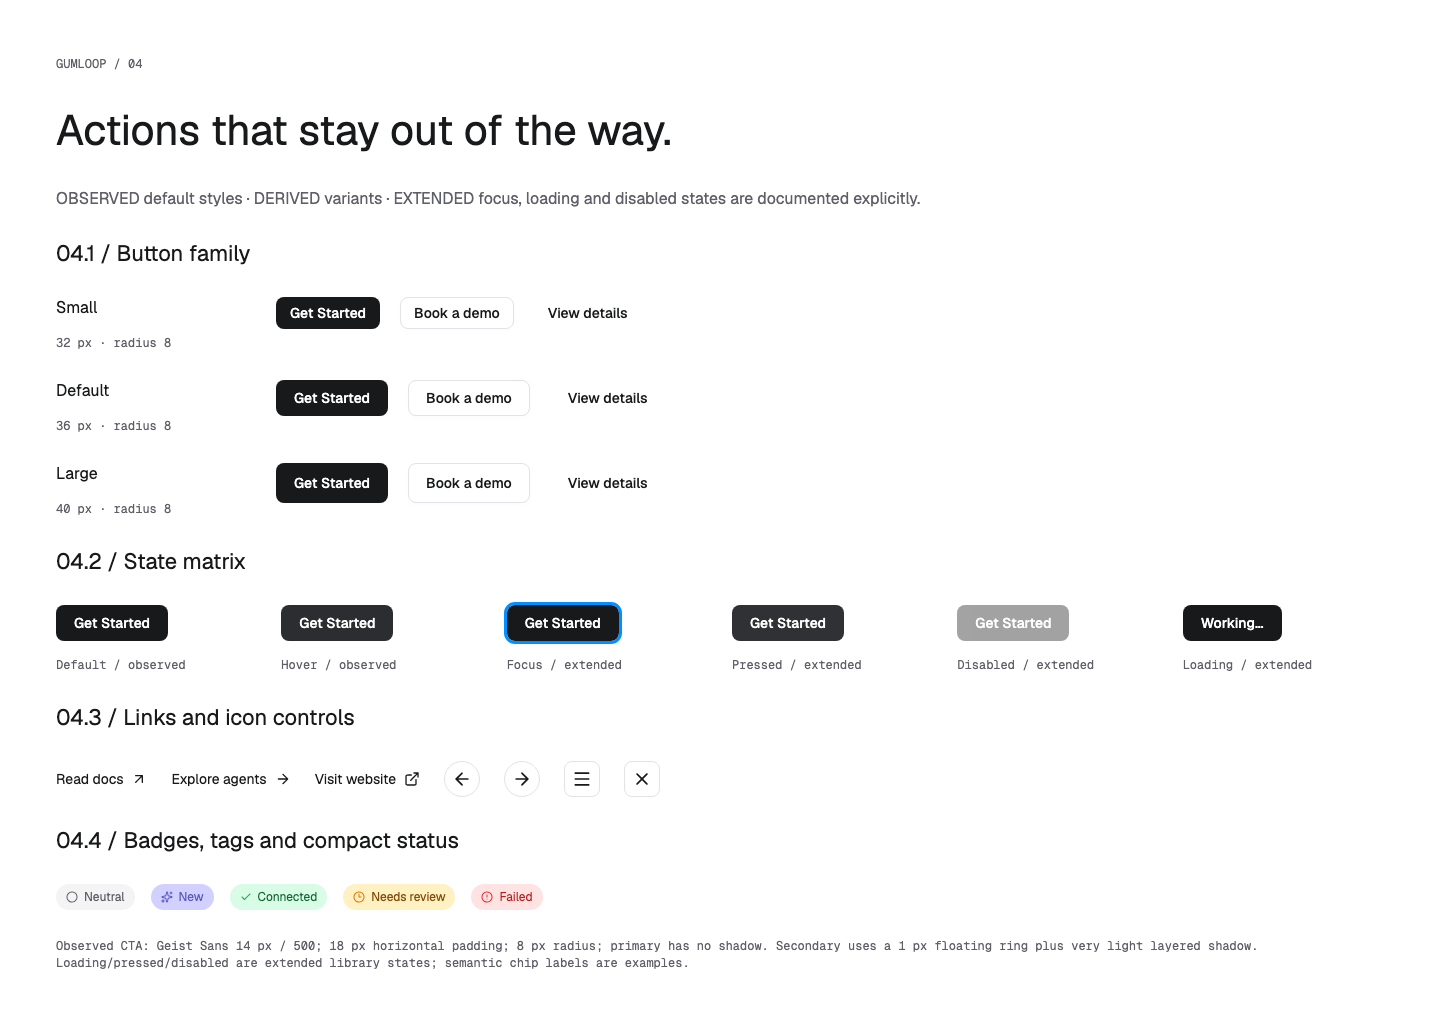 GUMLOOP / 04
Actions that stay out of the way.
OBSERVED default styles · DERIVED variants · EXTENDED focus, loading and disabled states are documented explicitly.
04.1 / Button family
Small
Get Started
Book a demo
View details
32 px · radius 8
Default
Get Started
Book a demo
View details
36 px · radius 8
Large
Get Started
Book a demo
View details
40 px · radius 8
04.2 / State matrix
Get Started
Get Started
Get Started
Get Started
Get Started
Working…
Default / observed
Hover / observed
Focus / extended
Pressed / extended
Disabled / extended
Loading / extended
04.3 / Links and icon controls
Read docs
Explore agents
Visit website
04.4 / Badges, tags and compact status
Neutral
New
Connected
Needs review
Failed
Observed CTA: Geist Sans 14 px / 500; 18 px horizontal padding; 8 px radius; primary has no shadow. Secondary uses a 1 px floating ring plus very light layered shadow.
Loading/pressed/disabled are extended library states; semantic chip labels are examples.